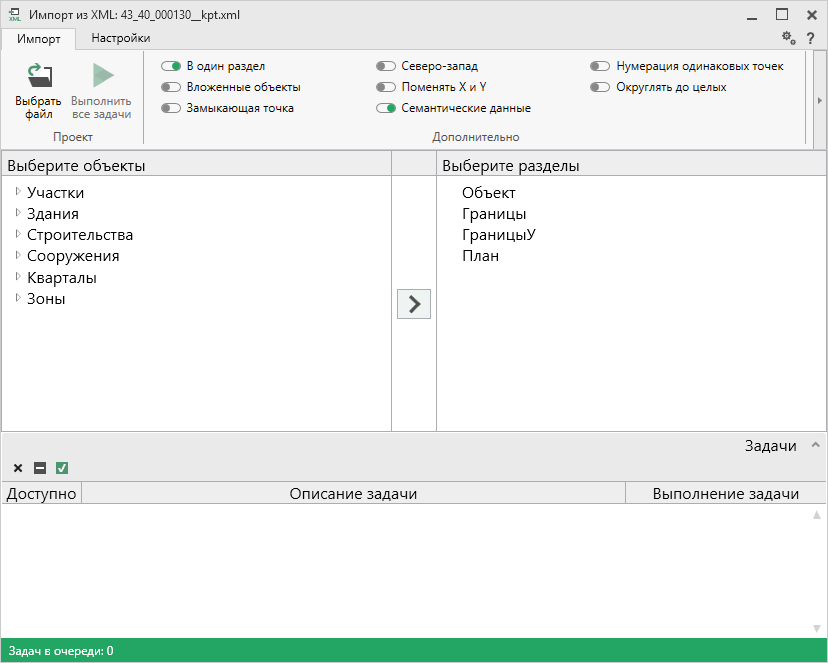 XML Импорт из XML: 43_40_000130__kpt.xml
Импорт Настройки ?
Выбрать файл
Выполнить все задачи
Проект
В один раздел
Вложенные объекты
Замыкающая точка
Северо-запад
Поменять X и Y
Семантические данные
Нумерация одинаковых точек
Округлять до целых
Дополнительно
Выберите объекты
Участки
Здания
Строительства
Сооружения
Кварталы
Зоны
Выберите разделы
Объект
Границы
ГраницыУ
План
Задачи
Доступно Описание задачи Выполнение задачи
Задач в очереди: 0